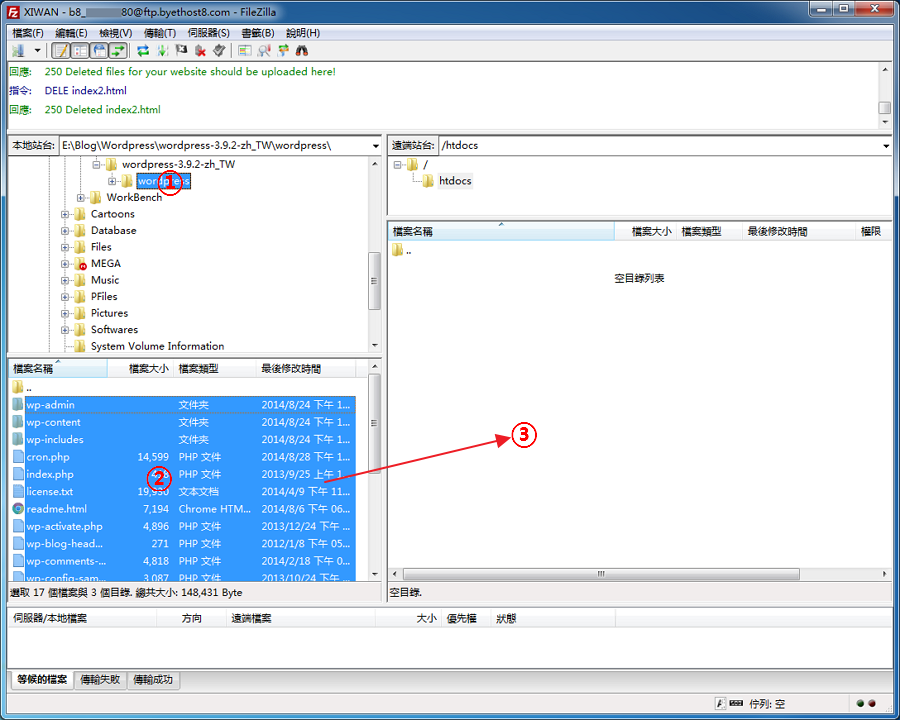 XIWAN - b8_ 80@ftp.byethost8.com - FileZilla
檔案(F) 編輯(E) 檢視(V) 傳輸(T) 伺服器(S) 書籤(B) 說明(H)
回應: 250 Deleted files for your website should be uploaded here!
指令: DELE index2.html
回應: 250 Deleted index2.html
本地站台: E:\Blog\Wordpress\wordpress-3.9.2-zh_TW\wordpress\
wordpress-3.9.2-zh_TW
wordpress ①
WorkBench
Cartoons
Database
Files
MEGA
Music
PFiles
Pictures
Softwares
System Volume Information
遠端站台: /htdocs
/
htdocs
檔案名稱 檔案大小 檔案類型 最後修改時間 權限
..
空目錄列表
③
空目錄.
檔案名稱 檔案大小 檔案類型 最後修改時間
..
wp-admin 文件夹 2014/8/24 下午 1...
wp-content 文件夹 2014/8/24 下午 1...
wp-includes 文件夹 2014/8/24 下午 1...
cron.php 14,599 PHP 文件 2014/8/28 下午 1...
index.php ② PHP 文件 2013/9/25 上午 1...
license.txt 文本文档 2014/4/9 下午 11...
readme.html 7,194 Chrome HTM... 2014/8/6 下午 06...
wp-activate.php 4,896 PHP 文件 2013/12/24 下午 ...
wp-blog-head... 271 PHP 文件 2012/1/8 下午 05...
wp-comments-... 4,818 PHP 文件 2014/2/18 下午 0...
wp-config-sam... 3,087 PHP 文件 2013/10/24 下午 ...
選取 17 個檔案與 3 個目錄. 總共大小: 148,431 Byte
伺服器/本地檔案 方向 遠端檔案 大小 優先權 狀態
等候的檔案 傳輸失敗 傳輸成功
佇列: 空